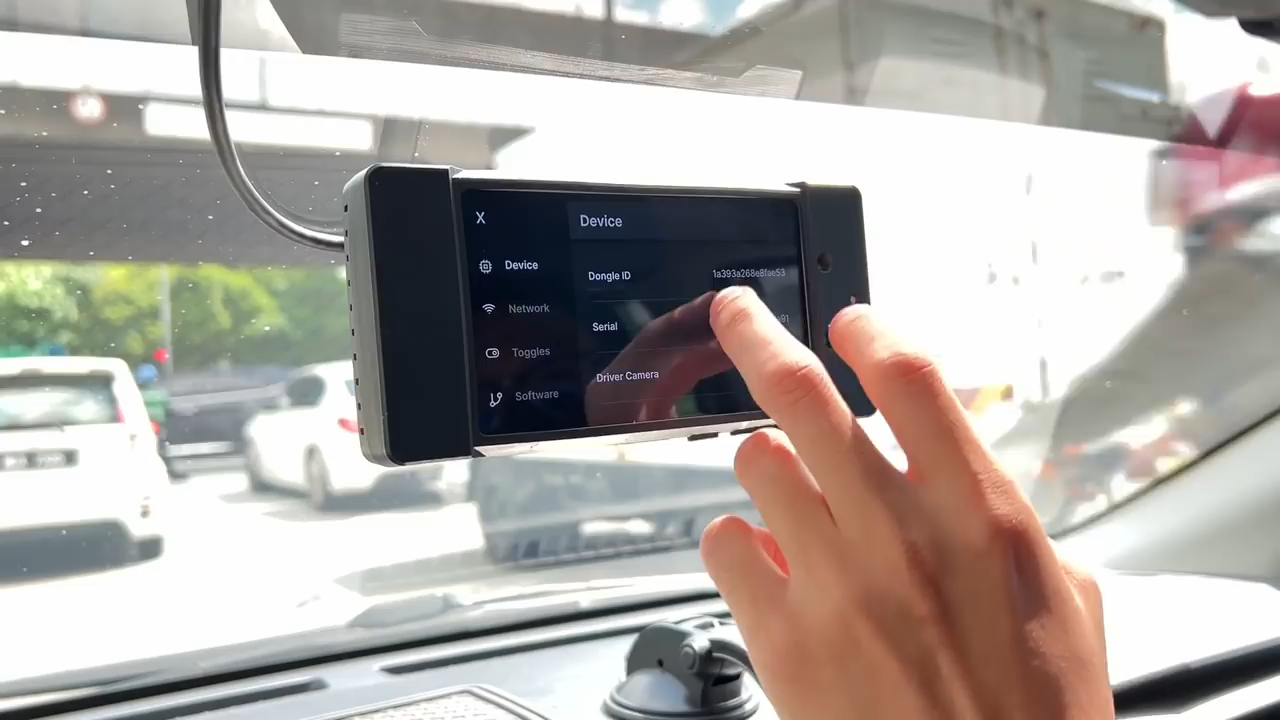 X
Device
Device
Dongle ID
1a393a268e8fae53
Network
Serial
Toggles
Driver Camera
Software